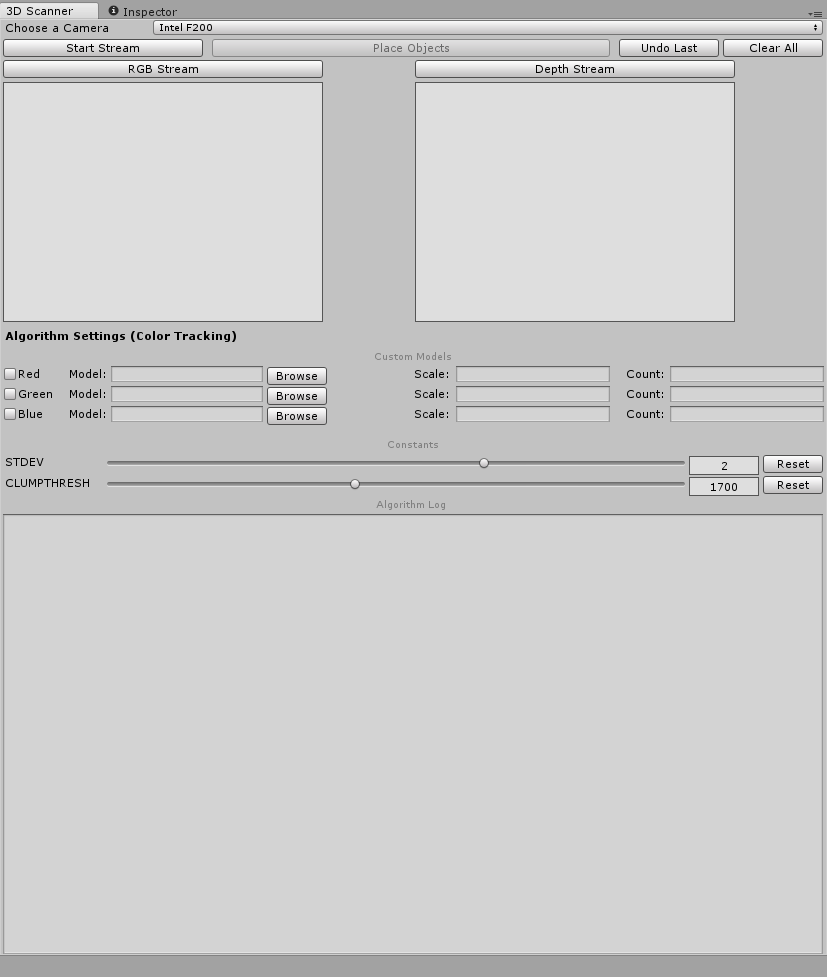 3D Scanner Inspector
Choose a Camera Intel F200
Start Stream Place Objects Undo Last Clear All
RGB Stream Depth Stream
Algorithm Settings (Color Tracking)
Custom Models
Red Model: Browse Scale: Count:
Green Model: Browse Scale: Count:
Blue Model: Browse Scale: Count:
Constants
STDEV 2 Reset
CLUMPTHRESH 1700 Reset
Algorithm Log